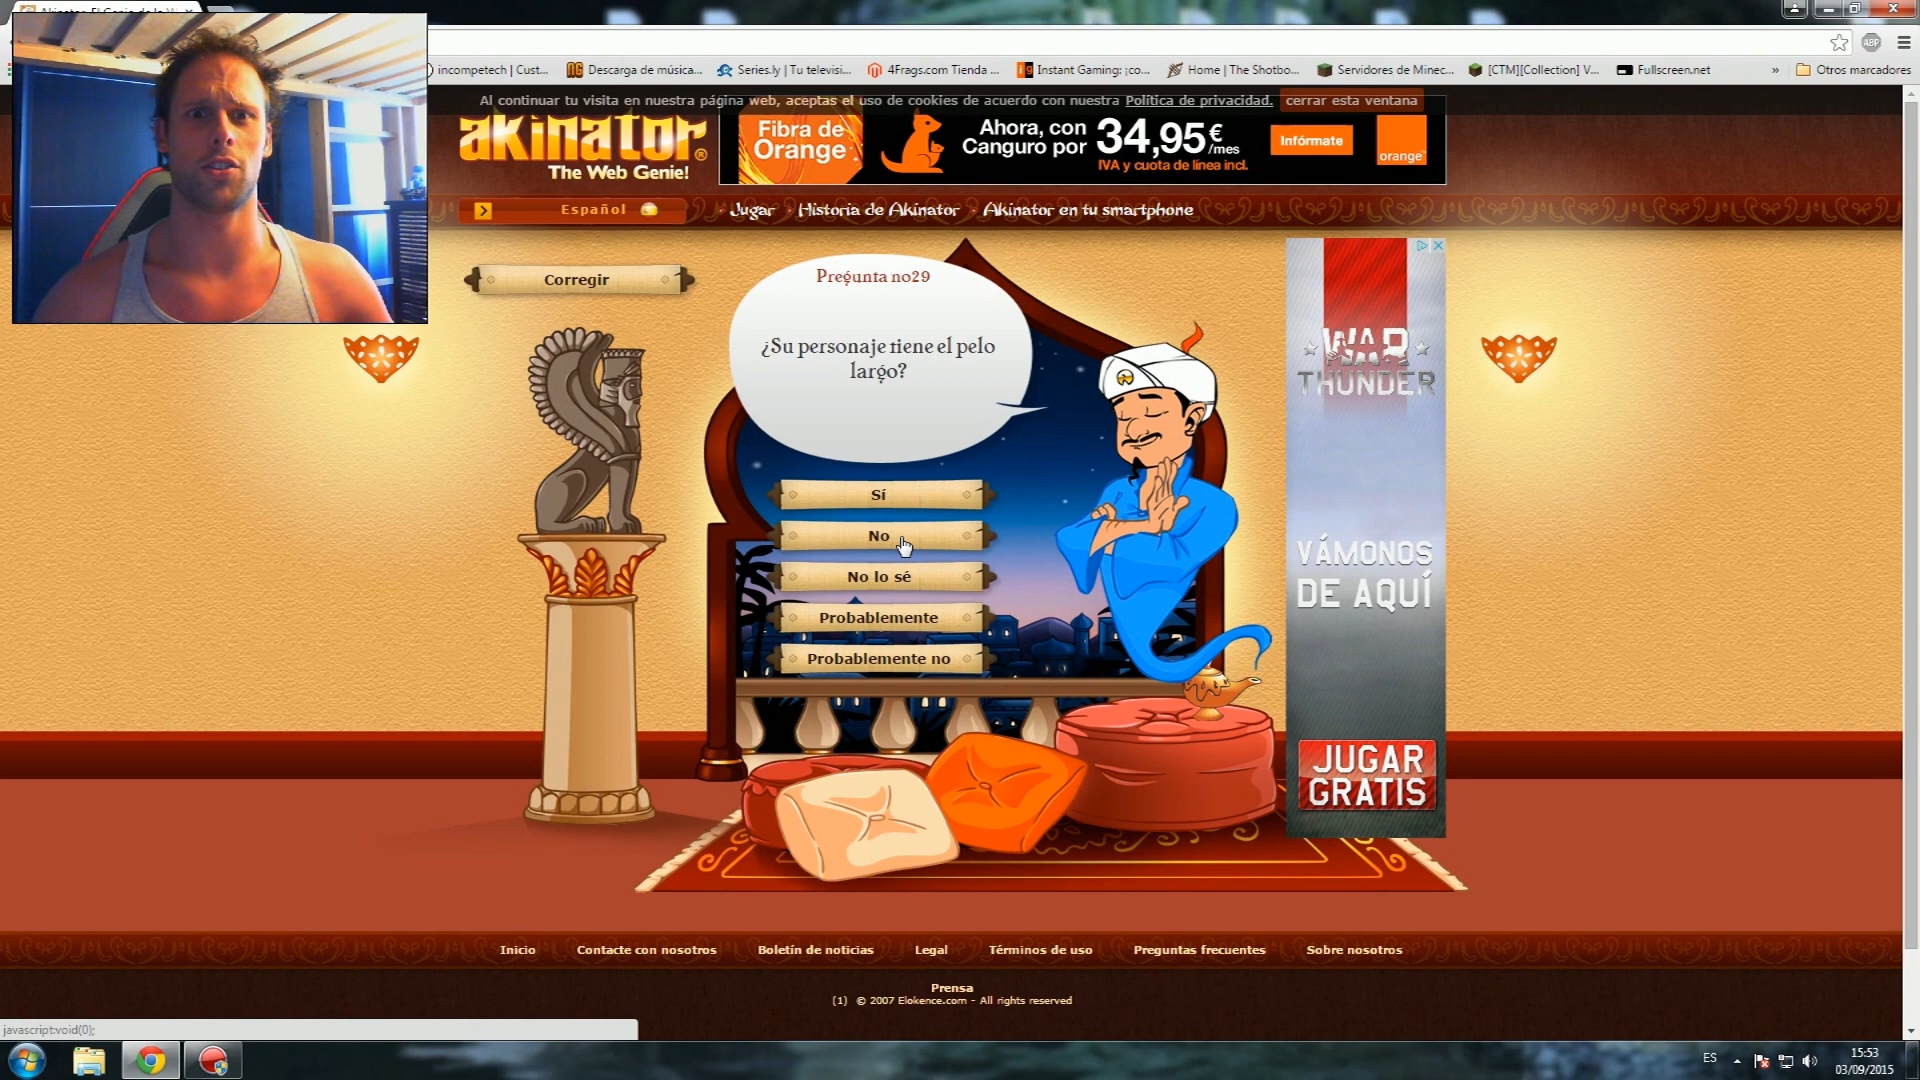 incompetech | Cust...
Descarga de música...
Series.ly | Tu televisi...
4Frags.com Tienda ...
Instant Gaming: ¡co...
Home | The Shotbo...
Servidores de Minec...
[CTM][Collection] V...
Fullscreen.net
»
Otros marcadores
ABP
Al continuar tu visita en nuestra página web, aceptas el uso de cookies de acuerdo con nuestra Política de privacidad. cerrar esta ventana
akinator®
The Web Genie!
Fibra de
Orange
Ahora, con
Canguro por
34,95€/mes
IVA y cuota de línea incl.
Infórmate
orange™
Español
Jugar
Historia de Akinator
Akinator en tu smartphone
Corregir
Pregunta no29
¿Su personaje tiene el pelo
largo?
Sí
No
No lo sé
Probablemente
Probablemente no
WAR
THUNDER
VÁMONOS
DE AQUÍ
JUGAR
GRATIS
Inicio
Contacte con nosotros
Boletín de noticias
Legal
Términos de uso
Preguntas frecuentes
Sobre nosotros
Prensa
(1) © 2007 Elokence.com - All rights reserved
javascript:void(0);
ES
15:53
03/09/2015